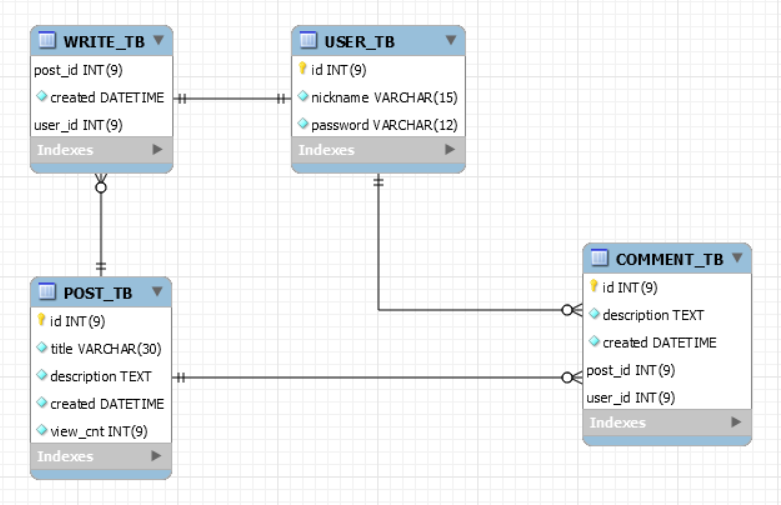 WRITE_TB
post_id INT(9)
created DATETIME
user_id INT(9)
Indexes
USER_TB
id INT(9)
nickname VARCHAR(15)
password VARCHAR(12)
Indexes
POST_TB
id INT(9)
title VARCHAR(30)
description TEXT
created DATETIME
view_cnt INT(9)
Indexes
COMMENT_TB
id INT(9)
description TEXT
created DATETIME
post_id INT(9)
user_id INT(9)
Indexes